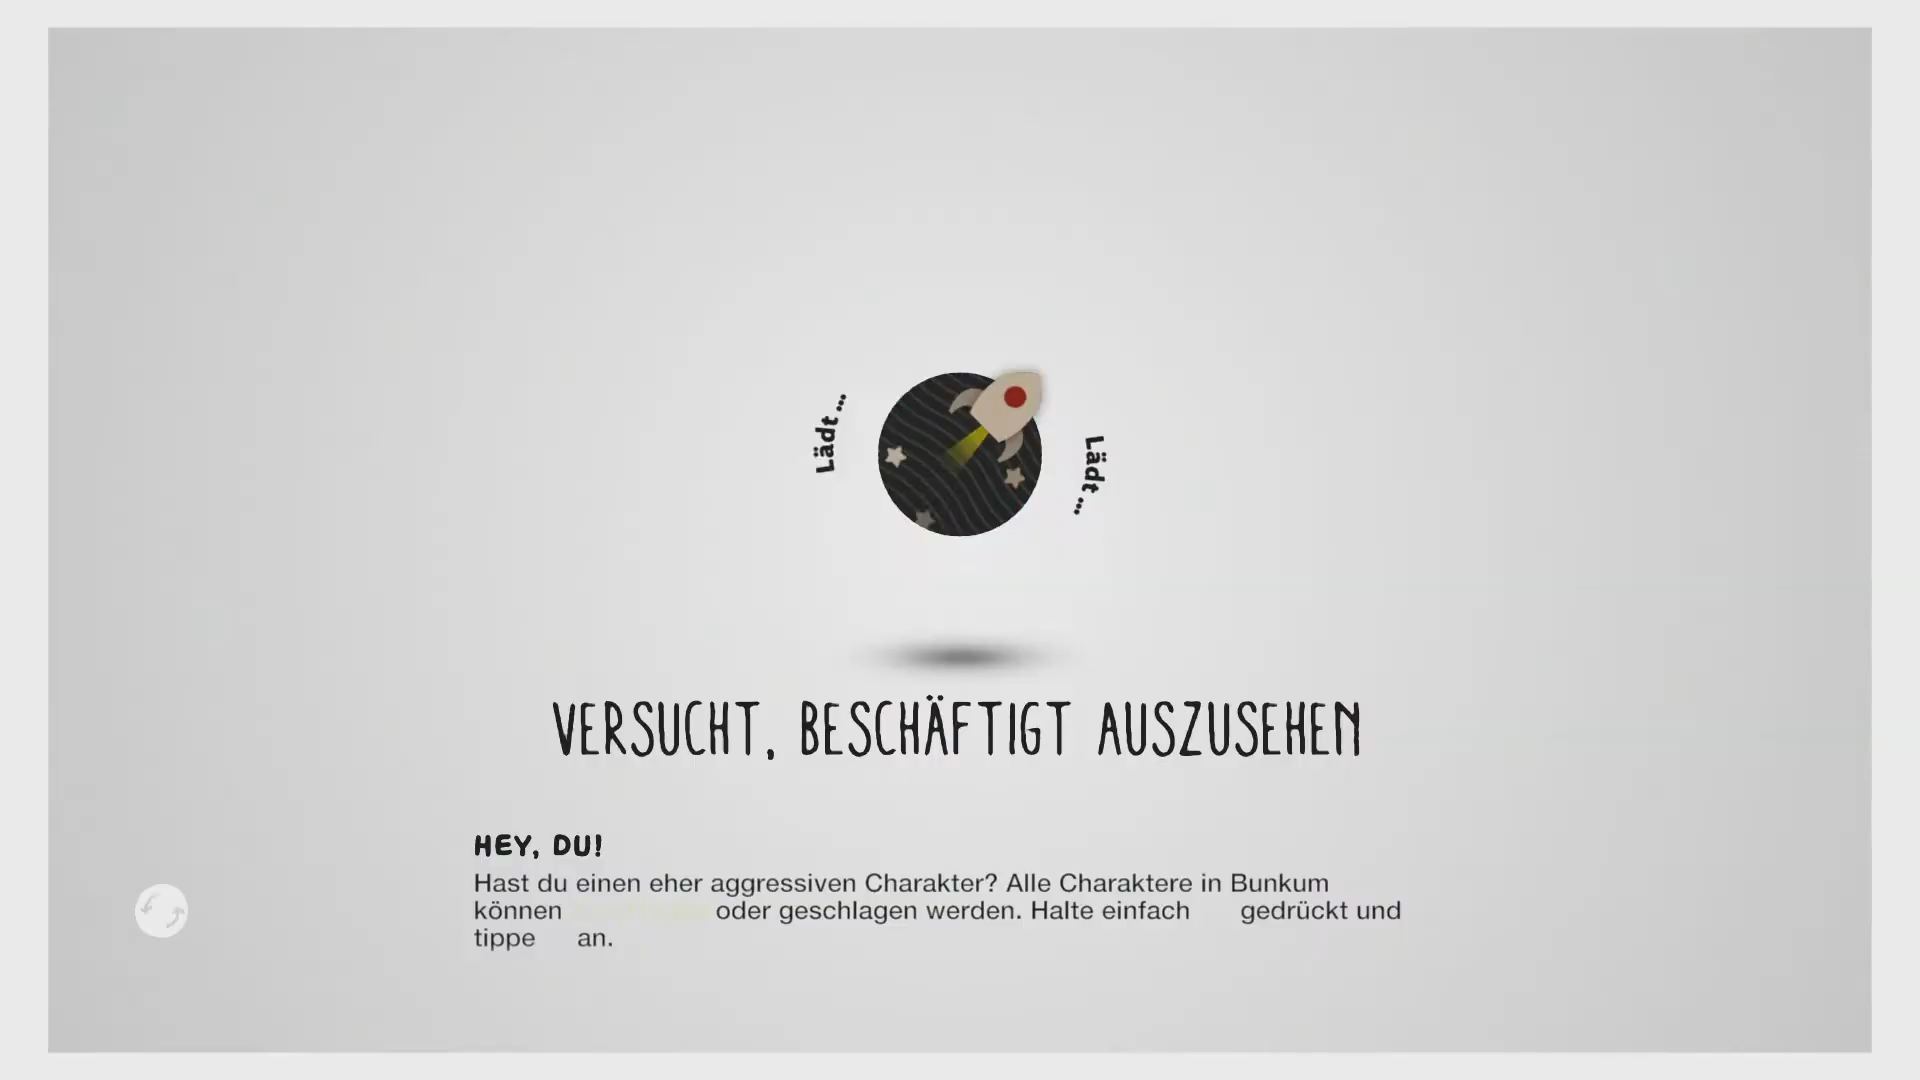 Lädt ...
Lädt ...
VERSUCHT, BESCHÄFTIGT AUSZUSEHEN
HEY, DU!
Hast du einen eher aggressiven Charakter? Alle Charaktere in Bunkum
können oder geschlagen werden. Halte einfach gedrückt und
tippe an.